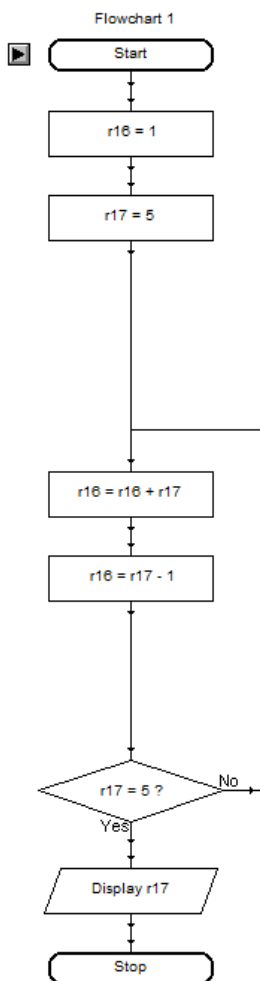 Flowchart 1
Start
r16 = 1
r17 = 5
r16 = r16 + r17
r16 = r17 - 1
r17 = 5 ?
No
Yes
Display r17
Stop